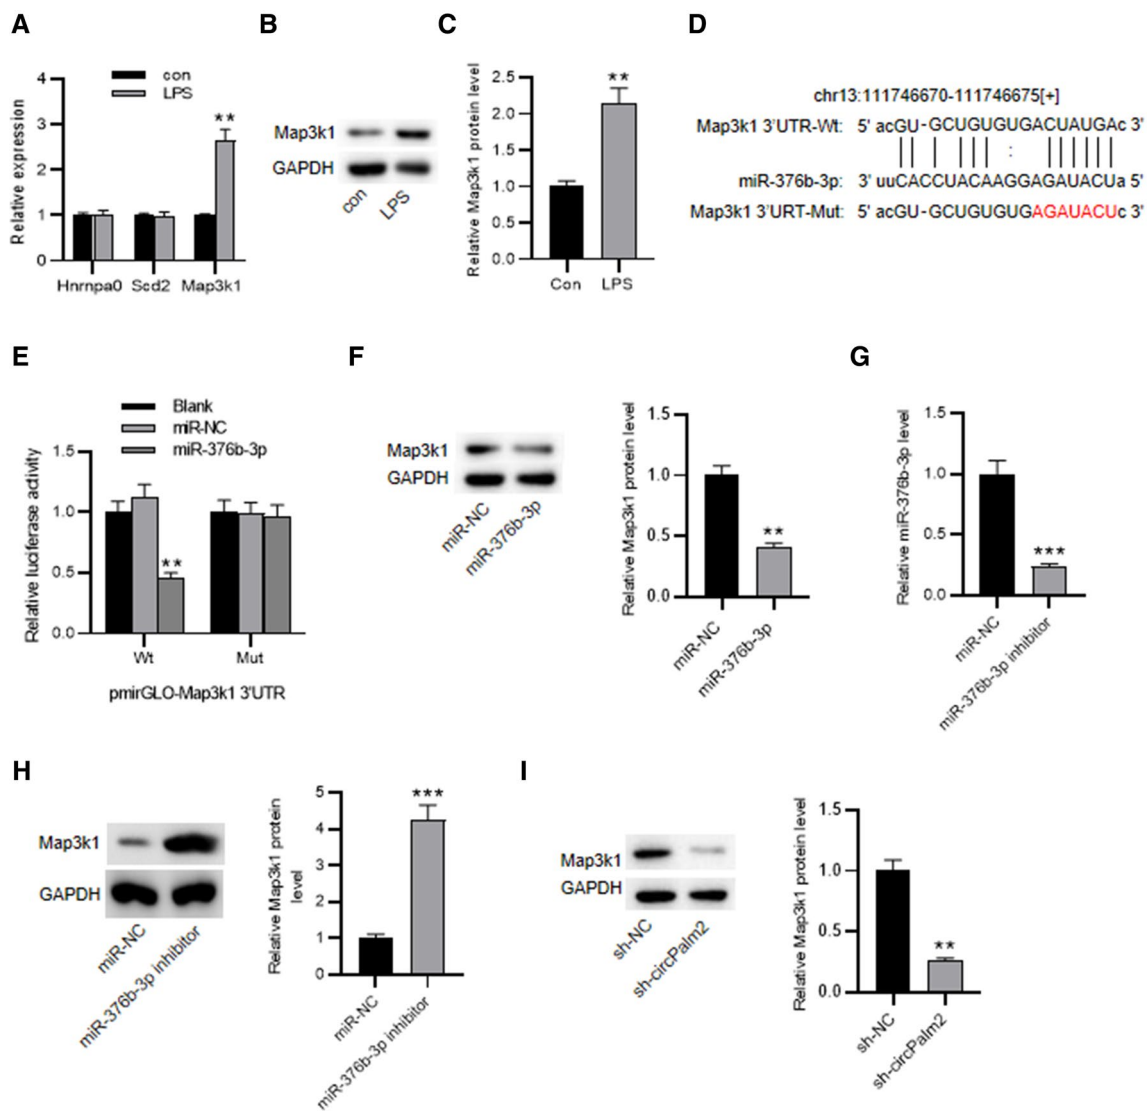 A
Relative expression
4
3
2
1
0
con
LPS
**
Hnrnpa0 Scd2 Map3k1
B
Map3k1
GAPDH
con LPS
C
Relative Map3k1 protein level
2.5
2.0
1.5
1.0
0.5
0.0
**
Con LPS
D
chr13:111746670-111746675[+]
Map3k1 3'UTR-Wt: 5' acGU-GCUGUGUGACUAUGAc 3'
miR-376b-3p: 3' uuCACCUACAAGGAGAUACUa 5'
Map3k1 3'URT-Mut: 5' acGU-GCUGUGUGAGAUACUc 3'
E
Blank
miR-NC
miR-376b-3p
Relative luciferase activity
1.5
1.0
0.5
0.0
**
Wt Mut
pmirGLO-Map3k1 3'UTR
F
Map3k1
GAPDH
miR-NC
miR-376b-3p
Relative Map3k1 protein level
1.5
1.0
0.5
0.0
**
miR-NC
miR-376b-3p
G
Relative miR-376b-3p level
1.5
1.0
0.5
0.0
***
miR-NC
miR-376b-3p inhibitor
H
Map3k1
GAPDH
miR-NC
miR-376b-3p inhibitor
Relative Map3k1 protein
level
5
4
3
2
1
0
***
miR-NC
miR-376b-3p inhibitor
I
Map3k1
GAPDH
sh-NC
sh-circPalm2
Relative Map3k1 protein level
1.5
1.0
0.5
0.0
**
sh-NC
sh-circPalm2